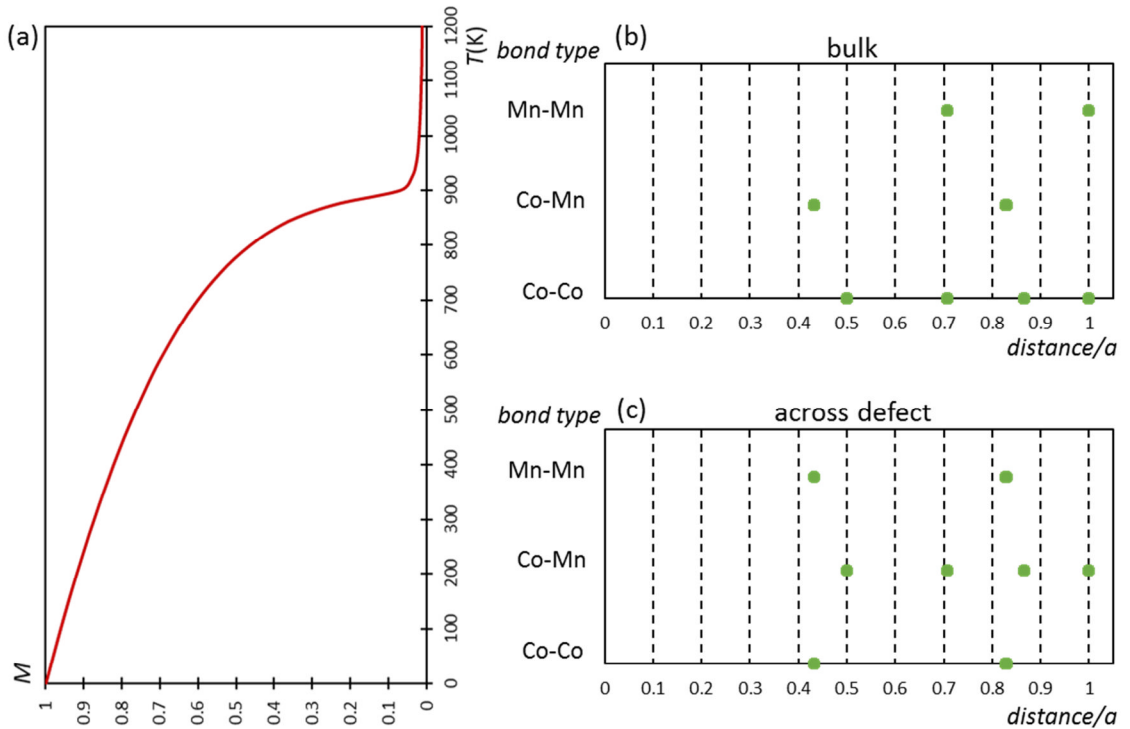 (a)
1200
1100
1000
900
800
700
600
500
400
300
200
100
0
T(K)
M
1
0.9
0.8
0.7
0.6
0.5
0.4
0.3
0.2
0.1
0
(b)
bulk
bond type
Mn-Mn
Co-Mn
Co-Co
0 0.1 0.2 0.3 0.4 0.5 0.6 0.7 0.8 0.9 1
distance/a
(c)
across defect
bond type
Mn-Mn
Co-Mn
Co-Co
0 0.1 0.2 0.3 0.4 0.5 0.6 0.7 0.8 0.9 1
distance/a